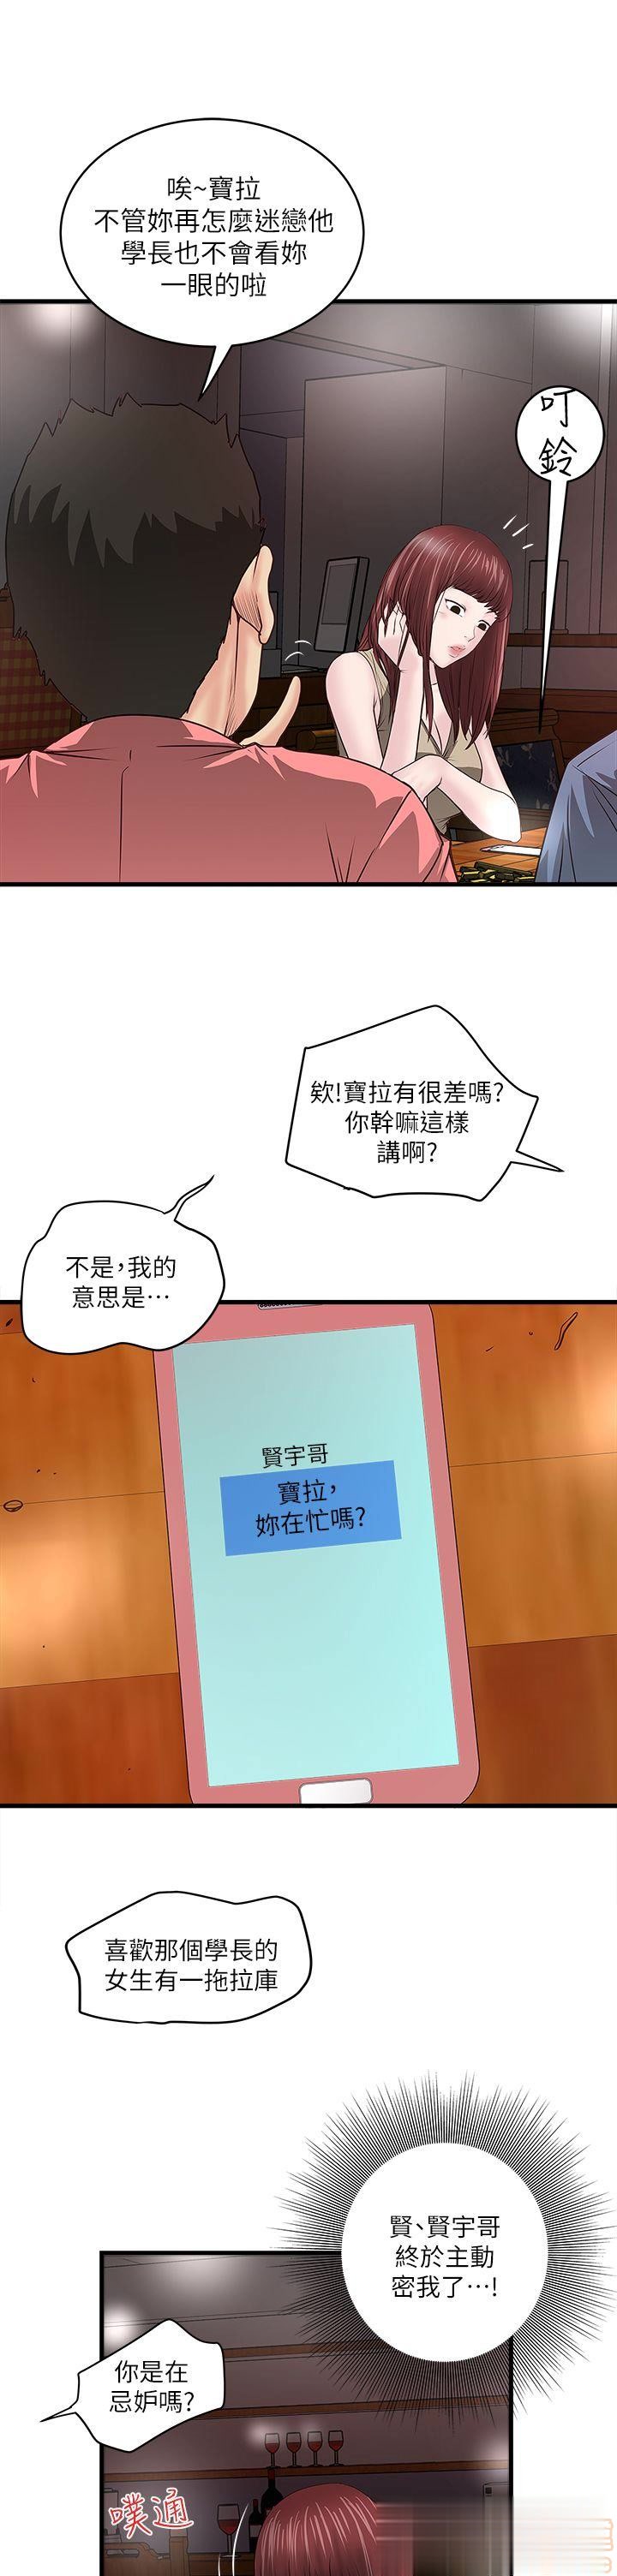 唉~寶拉
不管妳再怎麼迷戀他
學長也不會看妳
一眼的啦
叮
鈴
欸!寶拉有很差嗎?
你幹嘛這樣
講啊?
不是,我的
意思是…
賢宇哥
寶拉,
妳在忙嗎?
喜歡那個學長的
女生有一拖拉庫
賢、賢宇哥
終於主動
密我了…!
你是在
忌妒嗎?
噗通